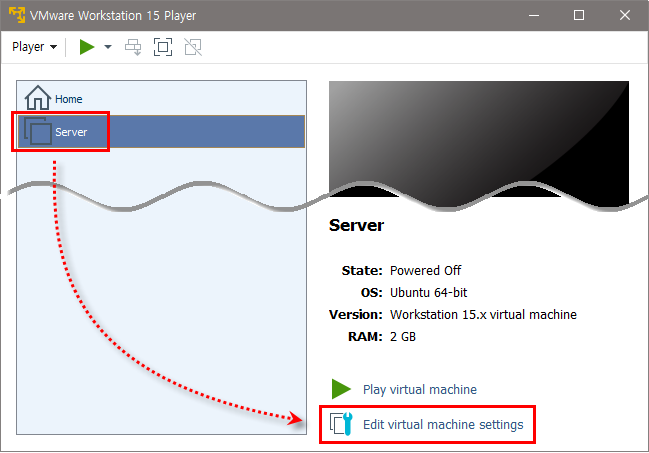 VMware Workstation 15 Player
Player
Home
Server
Server
State: Powered Off
OS: Ubuntu 64-bit
Version: Workstation 15.x virtual machine
RAM: 2 GB
Play virtual machine
Edit virtual machine settings